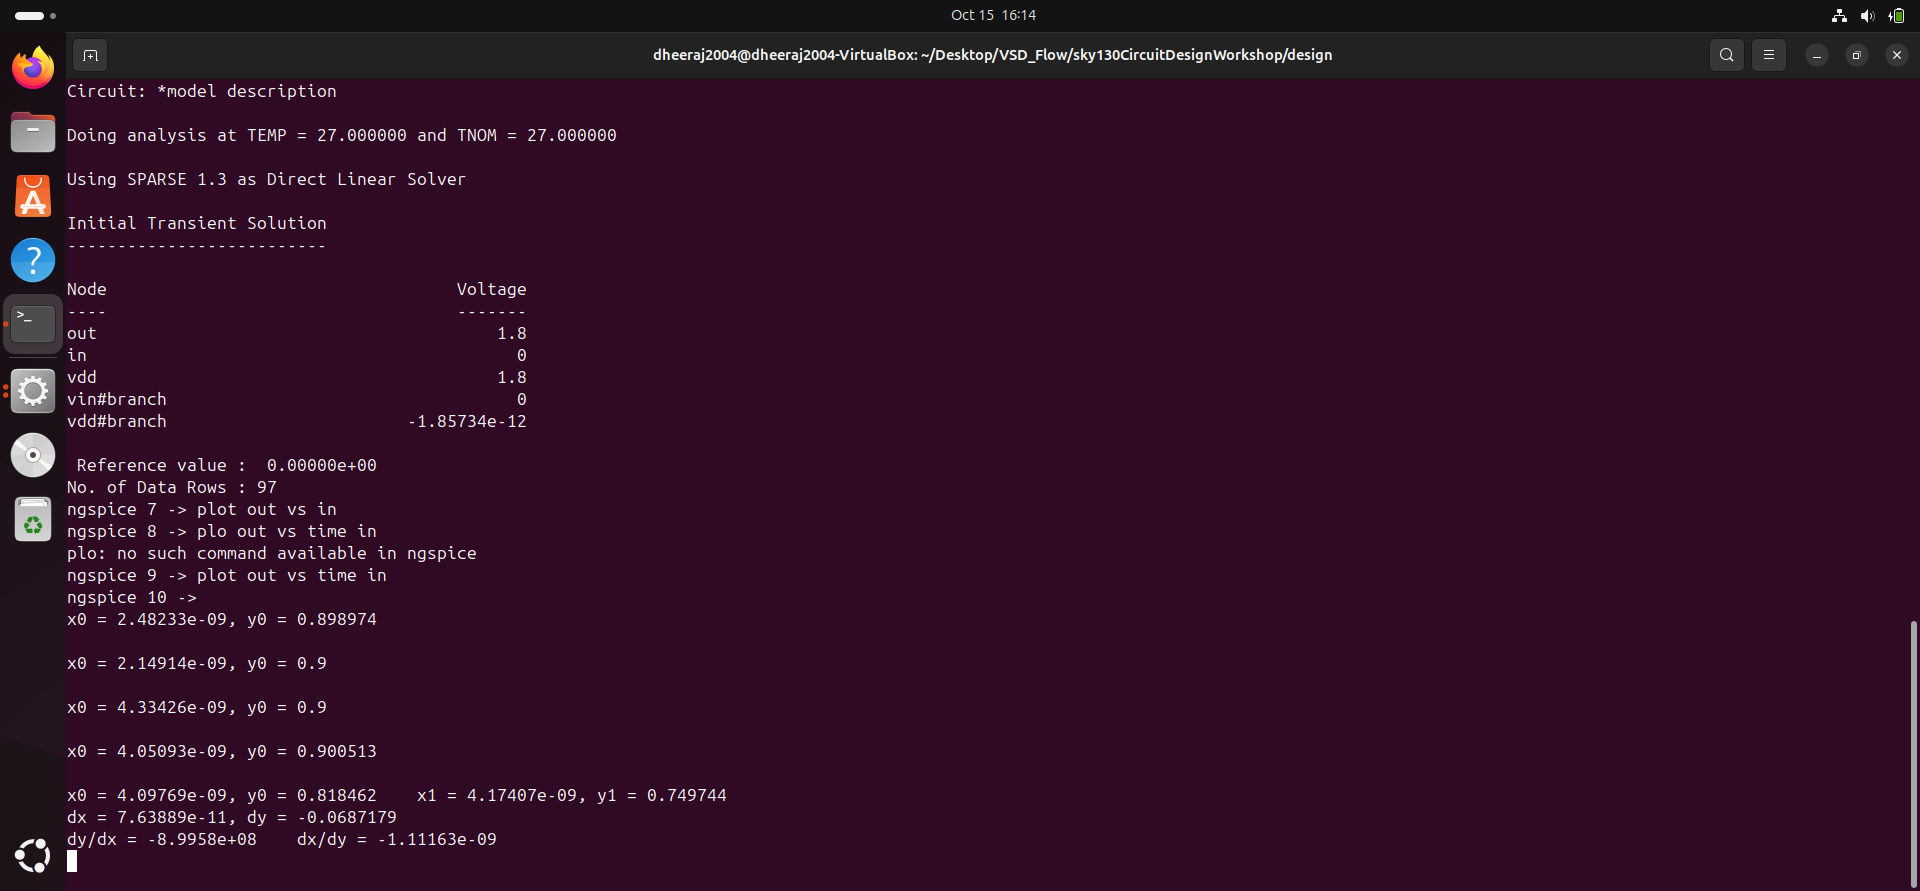 Oct 15 16:14
dheeraj2004@dheeraj2004-VirtualBox: ~/Desktop/VSD_Flow/sky130CircuitDesignWorkshop/design
Circuit: *model description
Doing analysis at TEMP = 27.000000 and TNOM = 27.000000
Using SPARSE 1.3 as Direct Linear Solver
Initial Transient Solution
--------------------------
Node Voltage
---- -------
out 1.8
in 0
vdd 1.8
vin#branch 0
vdd#branch -1.85734e-12
Reference value : 0.00000e+00
No. of Data Rows : 97
ngspice 7 -> plot out vs in
ngspice 8 -> plo out vs time in
plo: no such command available in ngspice
ngspice 9 -> plot out vs time in
ngspice 10 ->
x0 = 2.48233e-09, y0 = 0.898974
x0 = 2.14914e-09, y0 = 0.9
x0 = 4.33426e-09, y0 = 0.9
x0 = 4.05093e-09, y0 = 0.900513
x0 = 4.09769e-09, y0 = 0.818462 x1 = 4.17407e-09, y1 = 0.749744
dx = 7.63889e-11, dy = -0.0687179
dy/dx = -8.9958e+08 dx/dy = -1.11163e-09